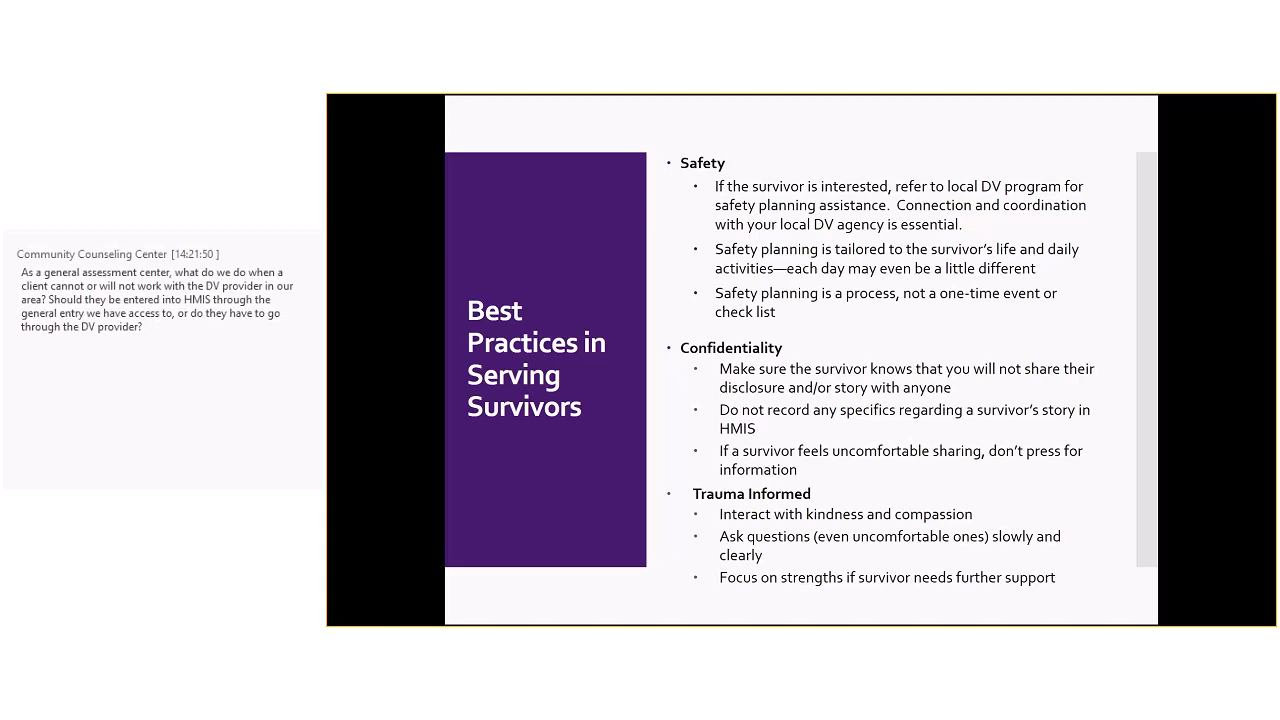 Community Counseling Center [14:21:50 ]
As a general assessment center, what do we do when a
client cannot or will not work with the DV provider in our
area? Should they be entered into HMIS through the
general entry we have access to, or do they have to go
through the DV provider?
Best
Practices in
Serving
Survivors
• Safety
• If the survivor is interested, refer to local DV program for
safety planning assistance.  Connection and coordination
with your local DV agency is essential.
• Safety planning is tailored to the survivor’s life and daily
activities—each day may even be a little different
• Safety planning is a process, not a one-time event or
check list
• Confidentiality
• Make sure the survivor knows that you will not share their
disclosure and/or story with anyone
• Do not record any specifics regarding a survivor’s story in
HMIS
• If a survivor feels uncomfortable sharing, don’t press for
information
• Trauma Informed
• Interact with kindness and compassion
• Ask questions (even uncomfortable ones) slowly and
clearly
• Focus on strengths if survivor needs further support